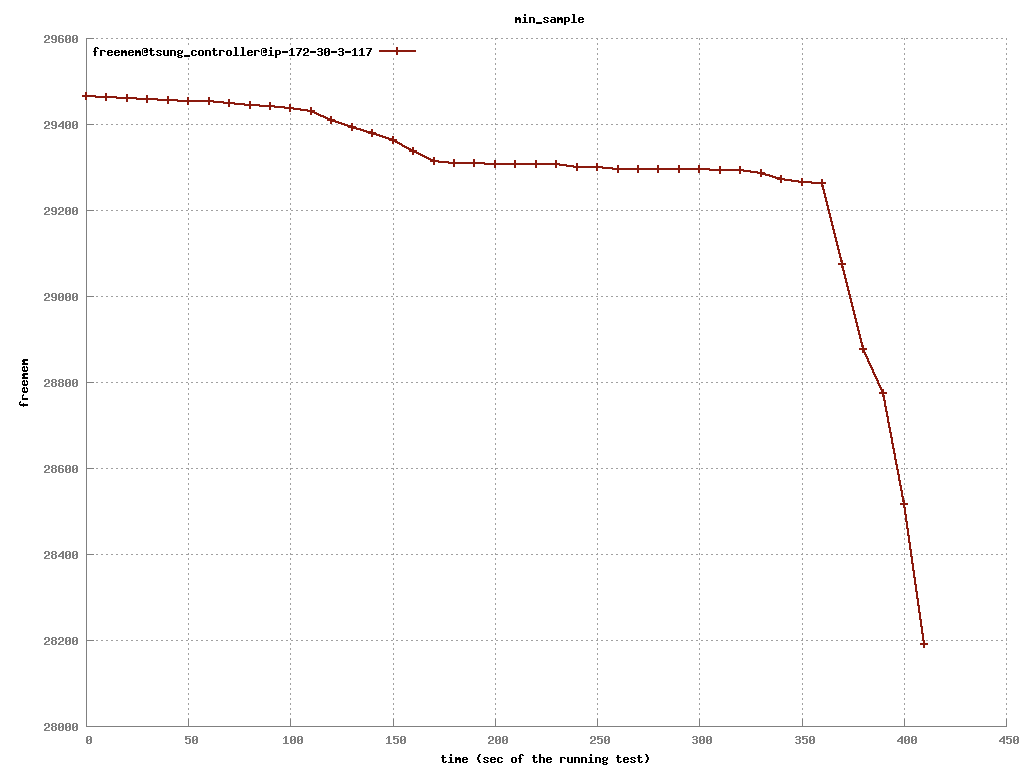 min_sample
29600
freemem@tsung_controller@ip-172-30-3-117
29400
29200
29000
28800
freemem
28600
28400
28200
28000
0 50 100 150 200 250 300 350 400 450
time (sec of the running test)